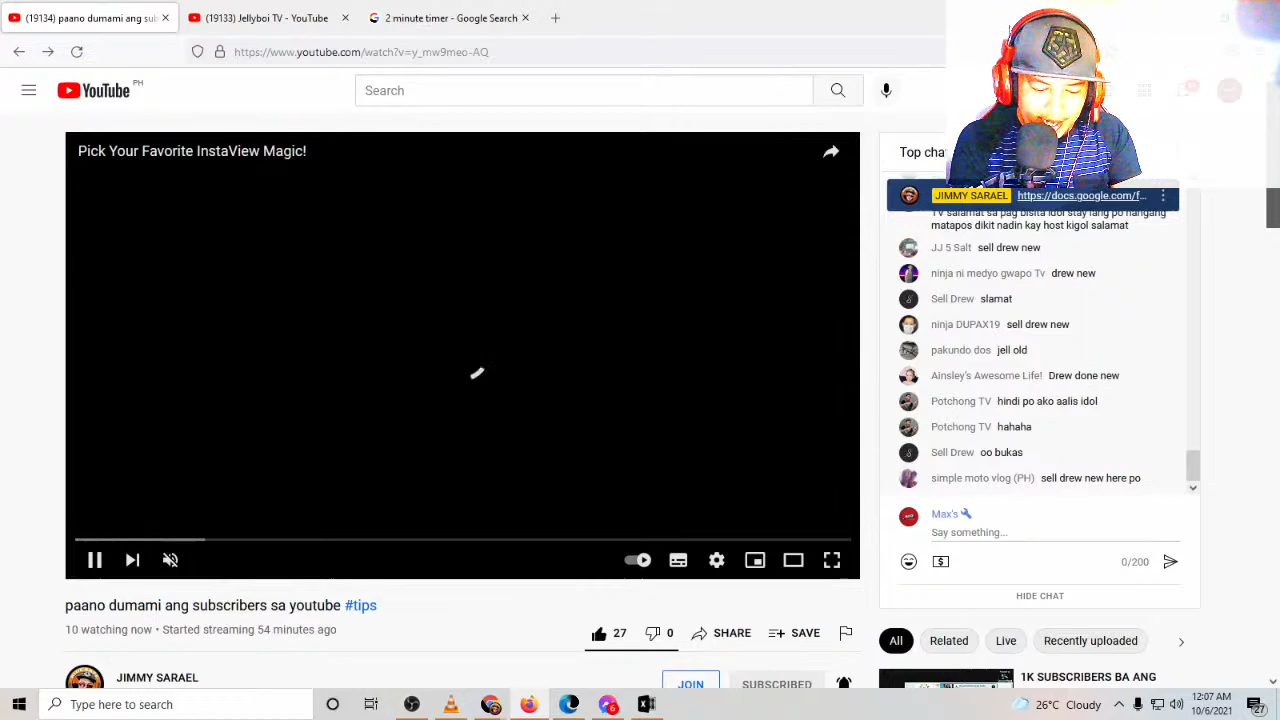 (19134) paano dumami ang sub
(19133) Jellyboi TV - YouTube
2 minute timer - Google Search
https://www.youtube.com/watch?v=y_mw9meo-AQ
YouTube PH
Search
Pick Your Favorite InstaView Magic!
Top cha
JIMMY SARAEL https://docs.google.com/f...
TV salamat sa pag bisita idol stay lang po hangang
matapos dikit nadin kay host kigol salamat
JJ 5 Salt sell drew new
ninja ni medyo gwapo Tv drew new
Sell Drew slamat
ninja DUPAX19 sell drew new
pakundo dos jell old
Ainsley's Awesome Life! Drew done new
Potchong TV hindi po ako aalis idol
Potchong TV hahaha
Sell Drew oo bukas
simple moto vlog (PH) sell drew new here po
Max's
Say something...
0/200
HIDE CHAT
paano dumami ang subscribers sa youtube #tips
10 watching now • Started streaming 54 minutes ago
27 0 SHARE SAVE
All Related Live Recently uploaded
JIMMY SARAEL
JOIN SUBSCRIBED
1K SUBSCRIBERS BA ANG
Type here to search
6
26°C Cloudy
12:07 AM
10/6/2021
27